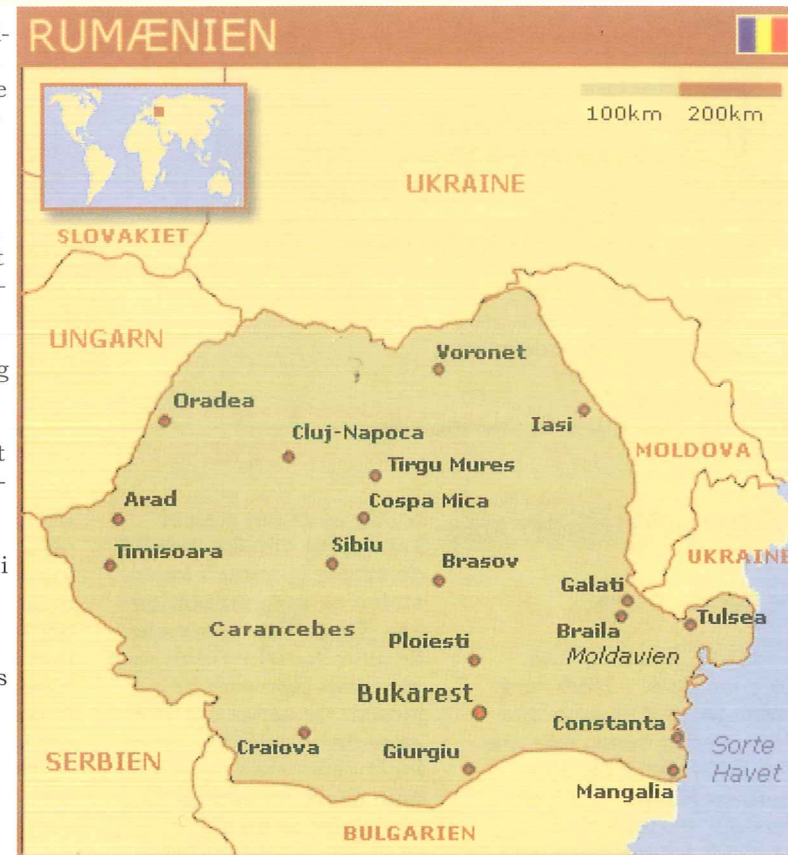 RUMÆNIEN
100km 200km
UKRAINE
SLOVAKIET
UNGARN
Voronet
Oradea
Iasi
Cluj-Napoca
MOLDOVA
Tirgu Mures
Arad
Cospa Mica
Timisoara
Sibiu
Brasov
UKRAINE
Galati
Tulsea
Carancebes
Braila
Ploiesti
Moldavien
Bukarest
Constanta
Craiova
Giurgiu
Sorte
Havet
SERBIEN
Mangalia
BULGARIEN